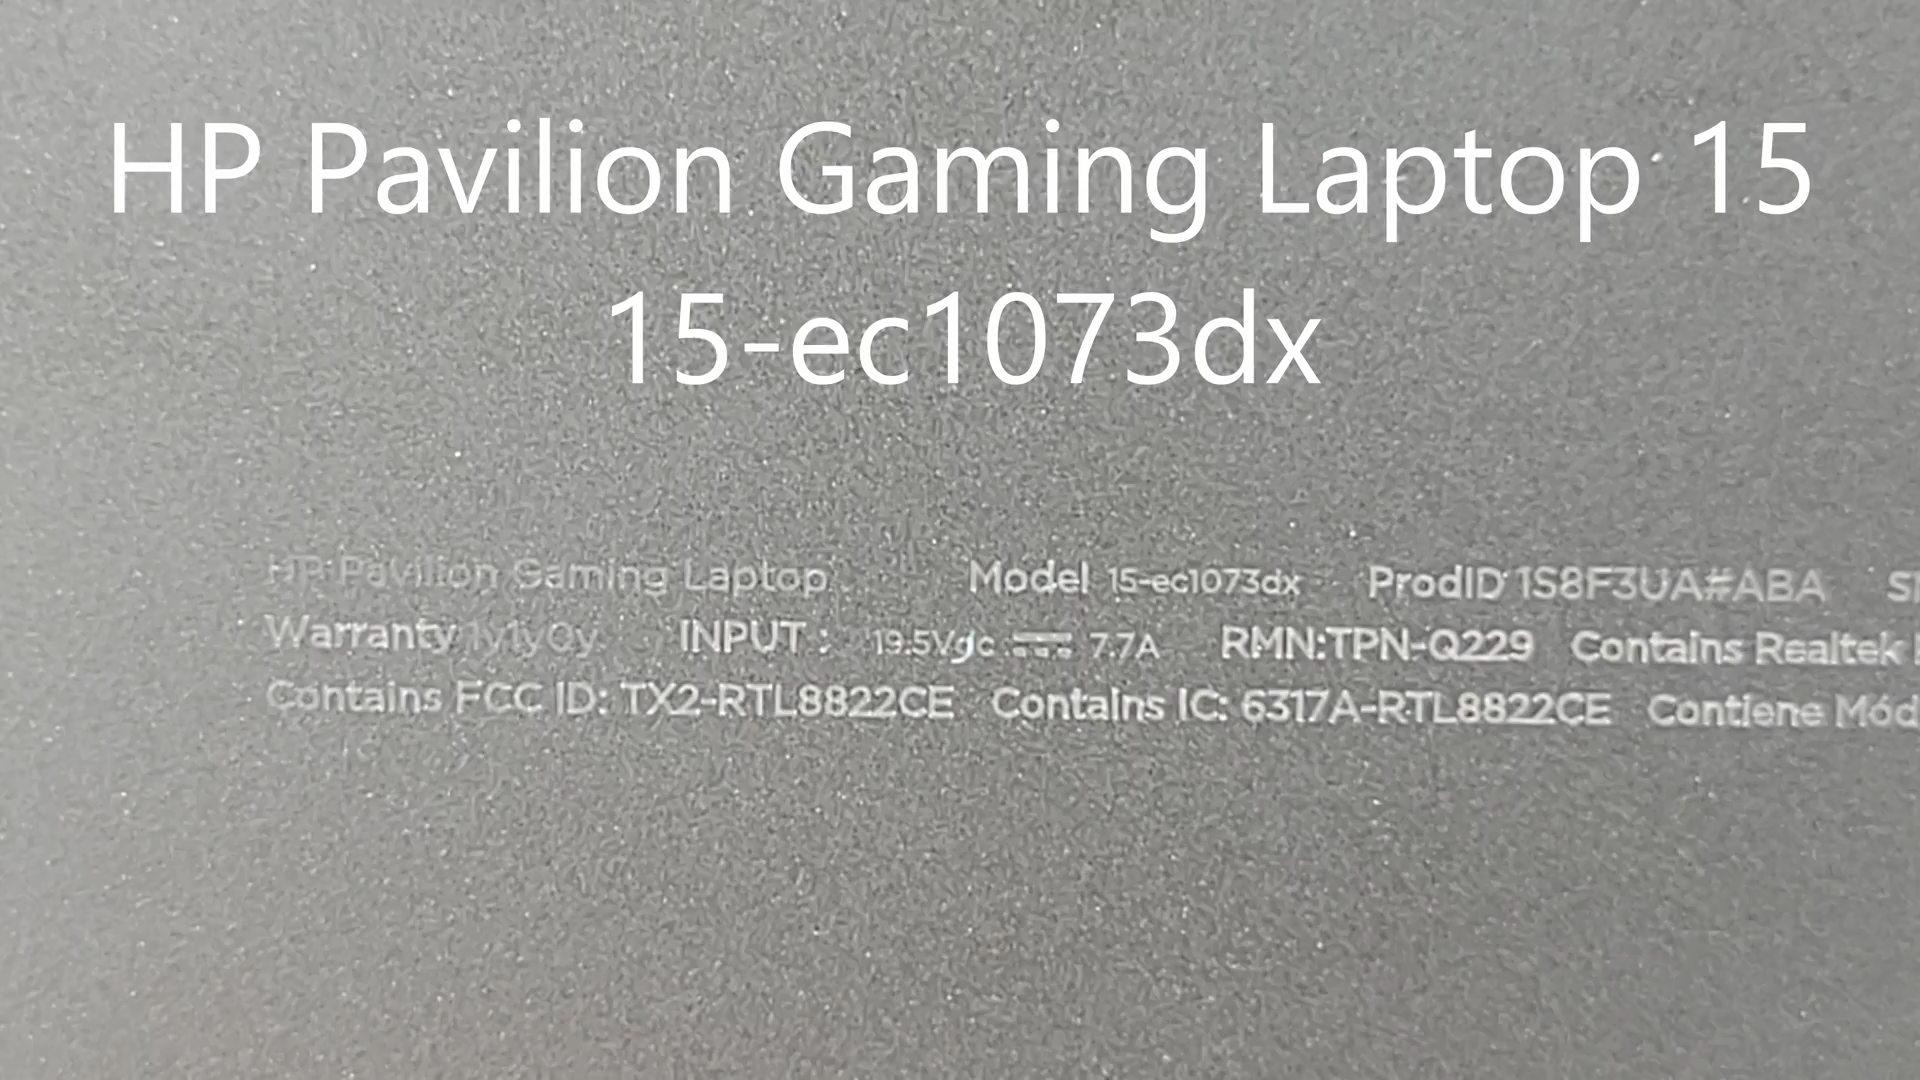 HP Pavilion Gaming Laptop 15
15-ec1073dx
HP Pavilion Gaming Laptop Model 15-ec1073dx ProdID 1S8F3UA#ABA
Warranty 1y1y0y INPUT : 19.5Vdc ⎓ 7.7A RMN:TPN-Q229 Contains Realtek
Contains FCC ID: TX2-RTL8822CE Contains IC: 6317A-RTL8822CE Contiene Mód